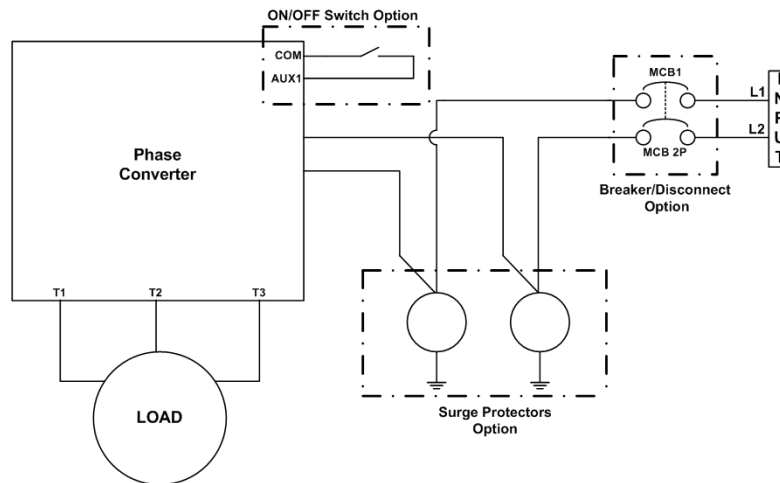 ON/OFF Switch Option
COM
AUX1
MCB1
L1
L2
MCB 2P
INPUT
Breaker/Disconnect
Option
Phase
Converter
T1 T2 T3
LOAD
Surge Protectors
Option